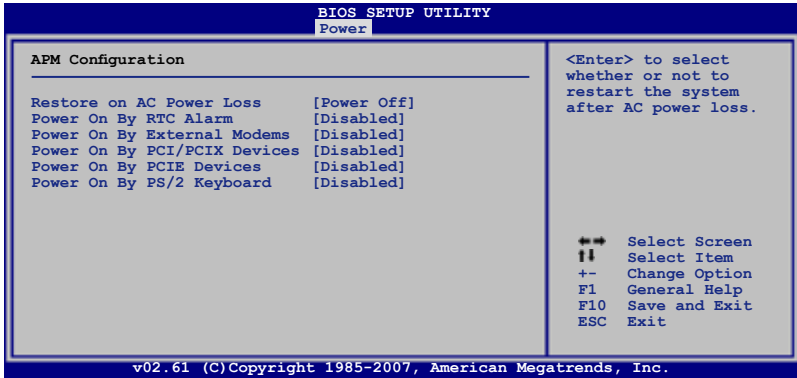 BIOS SETUP UTILITY
Power
APM Configuration
Restore on AC Power Loss [Power Off]
Power On By RTC Alarm [Disabled]
Power On By External Modems [Disabled]
Power On By PCI/PCIX Devices [Disabled]
Power On By PCIE Devices [Disabled]
Power On By PS/2 Keyboard [Disabled]
<Enter> to select
whether or not to
restart the system
after AC power loss.
←→ Select Screen
↑↓ Select Item
+- Change Option
F1 General Help
F10 Save and Exit
ESC Exit
v02.61 (C)Copyright 1985-2007, American Megatrends, Inc.